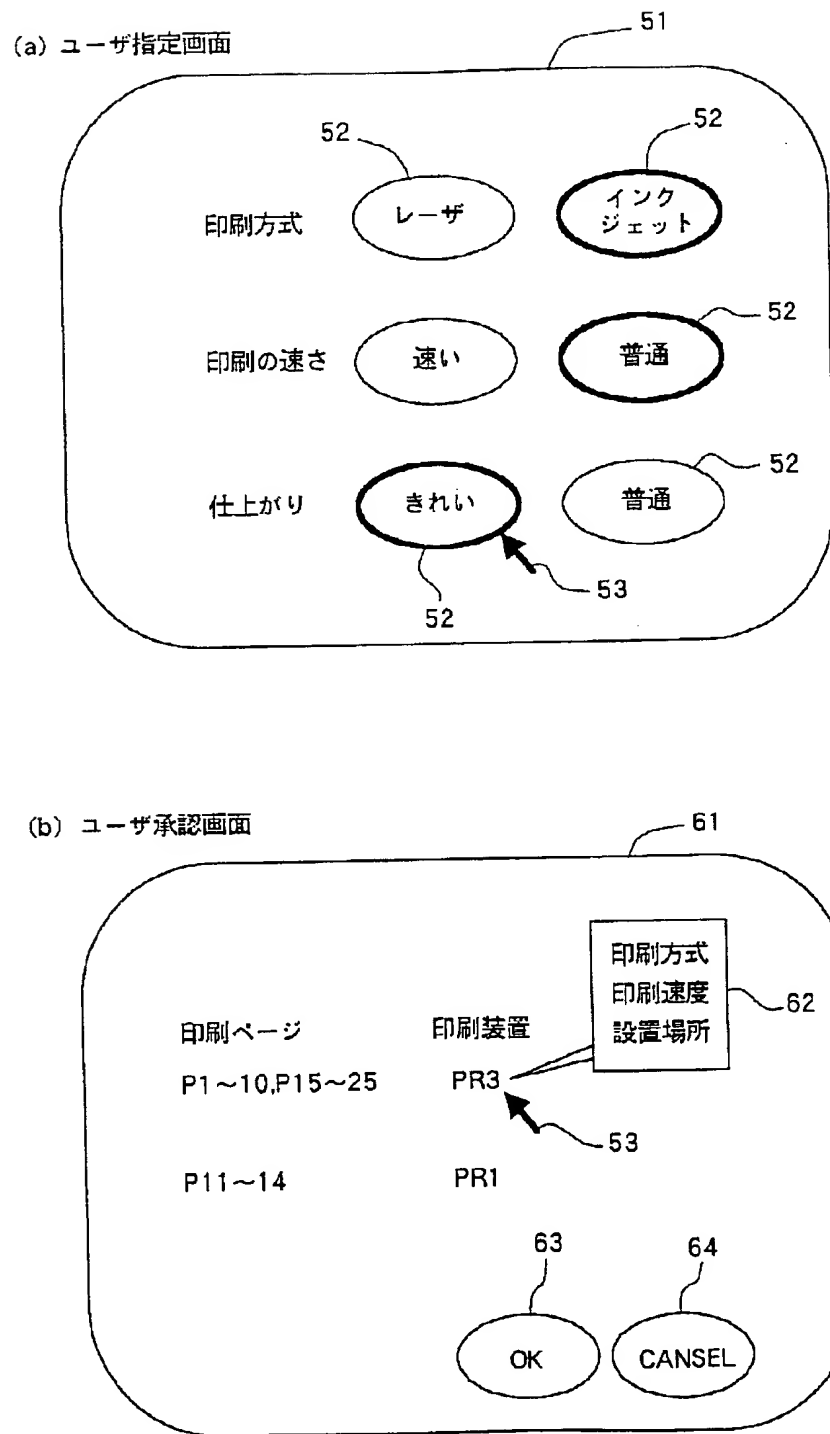 (a) ユーザ指定画面
51
52
52
印刷方式
レーザ
インク
ジェット
52
印刷の速さ
速い
普通
52
仕上がり
きれい
普通
53
52
(b) ユーザ承認画面
61
印刷方式
印刷速度
設置場所
62
印刷ページ
印刷装置
P1～10,P15～25
PR3
53
P11～14
PR1
63
64
OK
CANSEL